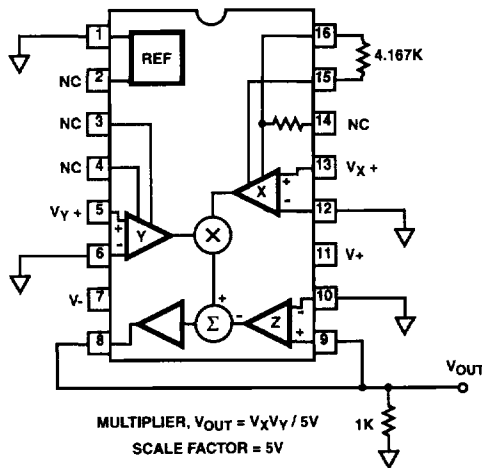 1
REF
16
4.167K
NC
2
15
NC
3
14
NC
NC
4
X
+
-
13
VX +
VY +
5
+
-
Y
X
12
6
11
V+
V-
7
+
Σ
-
Z
-
+
10
8
9
VOUT
1K
MULTIPLIER, VOUT = VXVY / 5V
SCALE FACTOR = 5V